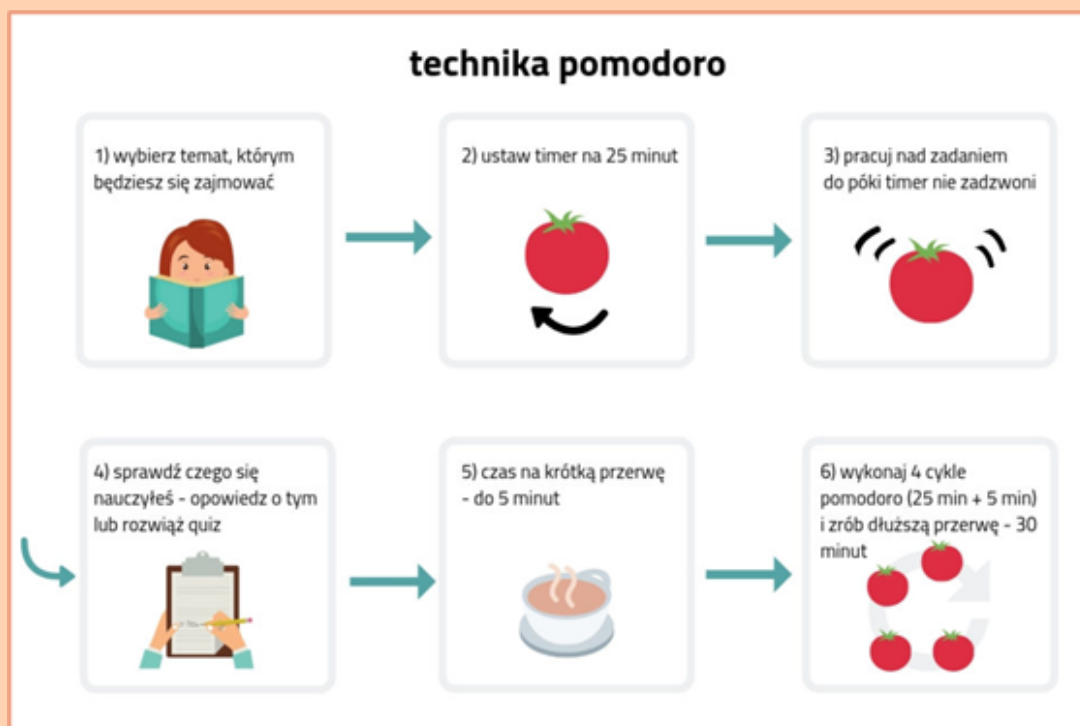 technika pomodoro
1) wybierz temat, którym
będziesz się zajmować
2) ustaw timer na 25 minut
3) pracuj nad zadaniem
do póki timer nie zadzwoni
4) sprawdź czego się
nauczyłeś - opowiedz o tym
lub rozwiąż quiz
5) czas na krótką przerwę
- do 5 minut
6) wykonaj 4 cykle
pomodoro (25 min + 5 min)
i zrób dłuższą przerwę - 30
minut